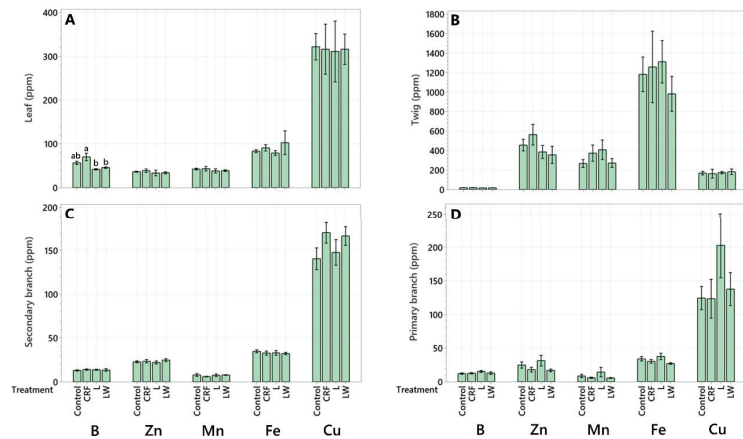 A
Leaf (ppm)
400
300
200
100
0
ab a b b
B
Twig (ppm)
1800
1600
1400
1200
1000
800
600
400
200
0
C
Secondary branch (ppm)
200
150
100
50
0
Treatment
Control CRF L LW Control CRF L LW Control CRF L LW Control CRF L LW Control CRF L LW
B Zn Mn Fe Cu
D
Primary branch (ppm)
250
200
150
100
50
0
Treatment
Control CRF L LW Control CRF L LW Control CRF L LW Control CRF L LW Control CRF L LW
B Zn Mn Fe Cu